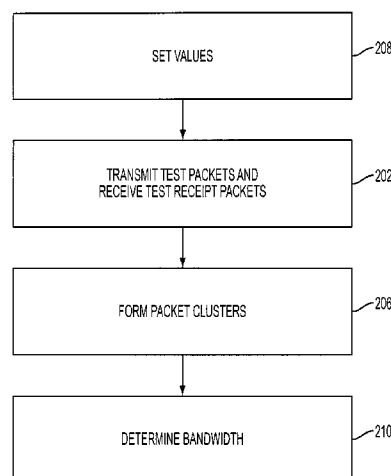 SET VALUES
208
TRANSMIT TEST PACKETS AND
RECEIVE TEST RECEIPT PACKETS
202
FORM PACKET CLUSTERS
206
DETERMINE BANDWIDTH
210